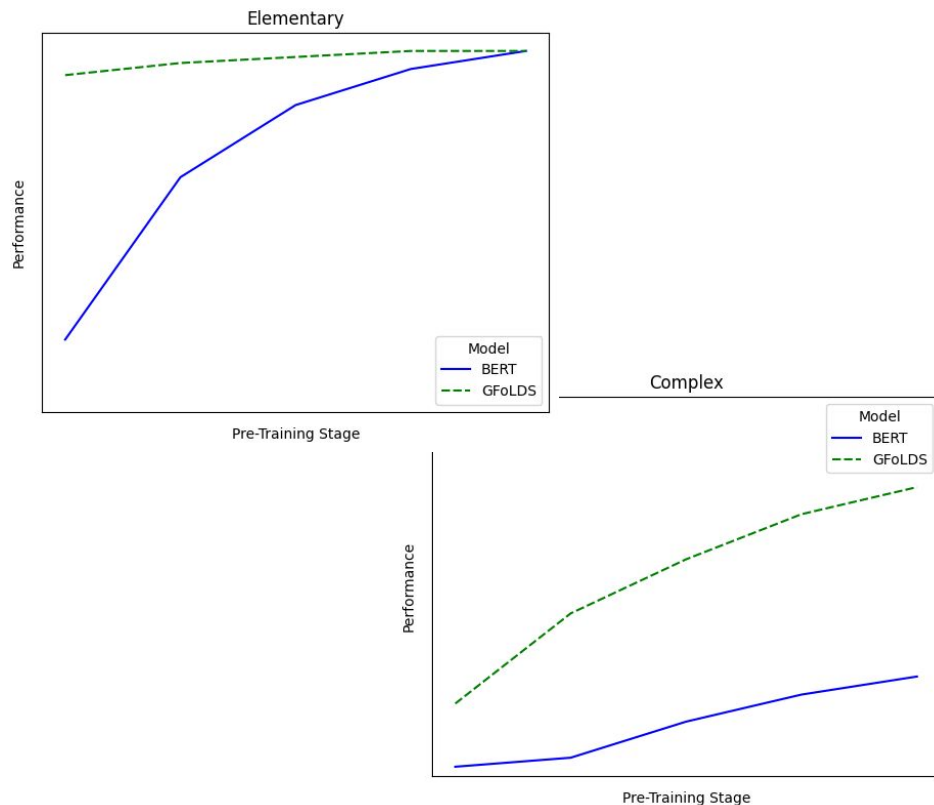 Elementary
Performance
Model
BERT
GFoLDS
Pre-Training Stage
Complex
Model
BERT
GFoLDS
Performance
Pre-Training Stage